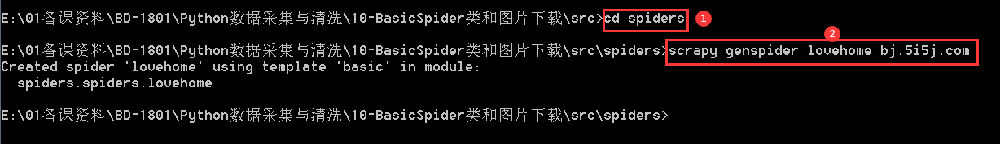 E:\01备课资料\BD-1801\Python数据采集与清洗\10-BasicSpider类和图片下载\src>cd spiders 1
2
E:\01备课资料\BD-1801\Python数据采集与清洗\10-BasicSpider类和图片下载\src\spiders>scrapy genspider lovehome bj.5i5j.com
Created spider 'lovehome' using template 'basic' in module:
  spiders.spiders.lovehome
E:\01备课资料\BD-1801\Python数据采集与清洗\10-BasicSpider类和图片下载\src\spiders>